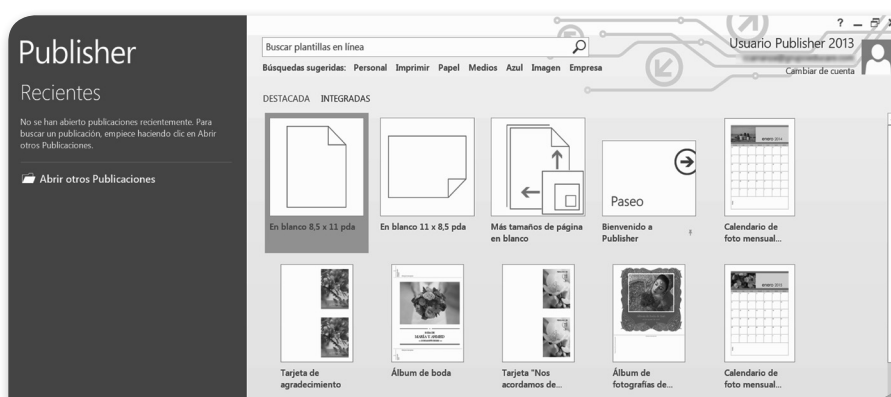 Publisher
Recientes
No se han abierto publicaciones recientemente. Para
buscar un publicación, empiece haciendo clic en Abrir
otros Publicaciones.
Abrir otros Publicaciones
?
Usuario Publisher 2013
Cambiar de cuenta
Buscar plantillas en línea
Búsquedas sugeridas: Personal Imprimir Papel Medios Azul Imagen Empresa
DESTACADA INTEGRADAS
Paseo
enero 2014
En blanco 8,5 x 11 pda
En blanco 11 x 8,5 pda
Más tamaños de página
en blanco
Bienvenido a
Publisher
Calendario de
foto mensual...
MARÍA Y ANDRÉS
Tarjeta de
agradecimiento
Álbum de boda
Tarjeta "Nos
acordamos de...
Álbum de
fotografías de...
Calendario de
foto mensual...